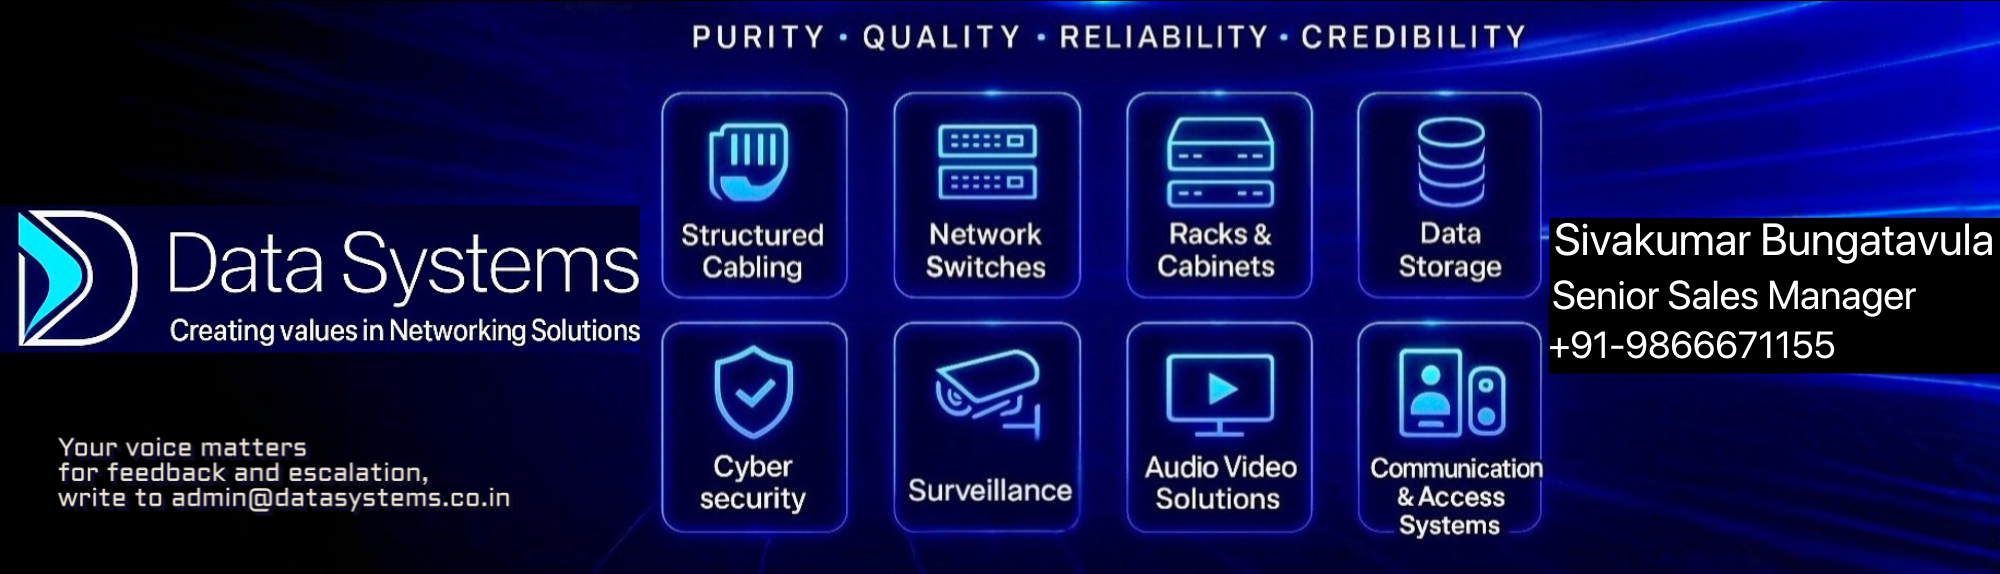 PURITY • QUALITY • RELIABILITY • CREDIBILITY
Structured
Cabling
Network
Switches
Racks &
Cabinets
Data
Storage
Data Systems
Creating values in Networking Solutions
Sivakumar Bungatavula
Senior Sales Manager
+91-9866671155
Cyber
security
Surveillance
Audio Video
Solutions
Communication
& Access
Systems
Your voice matters
for feedback and escalation,
write to admin@datasystems.co.in